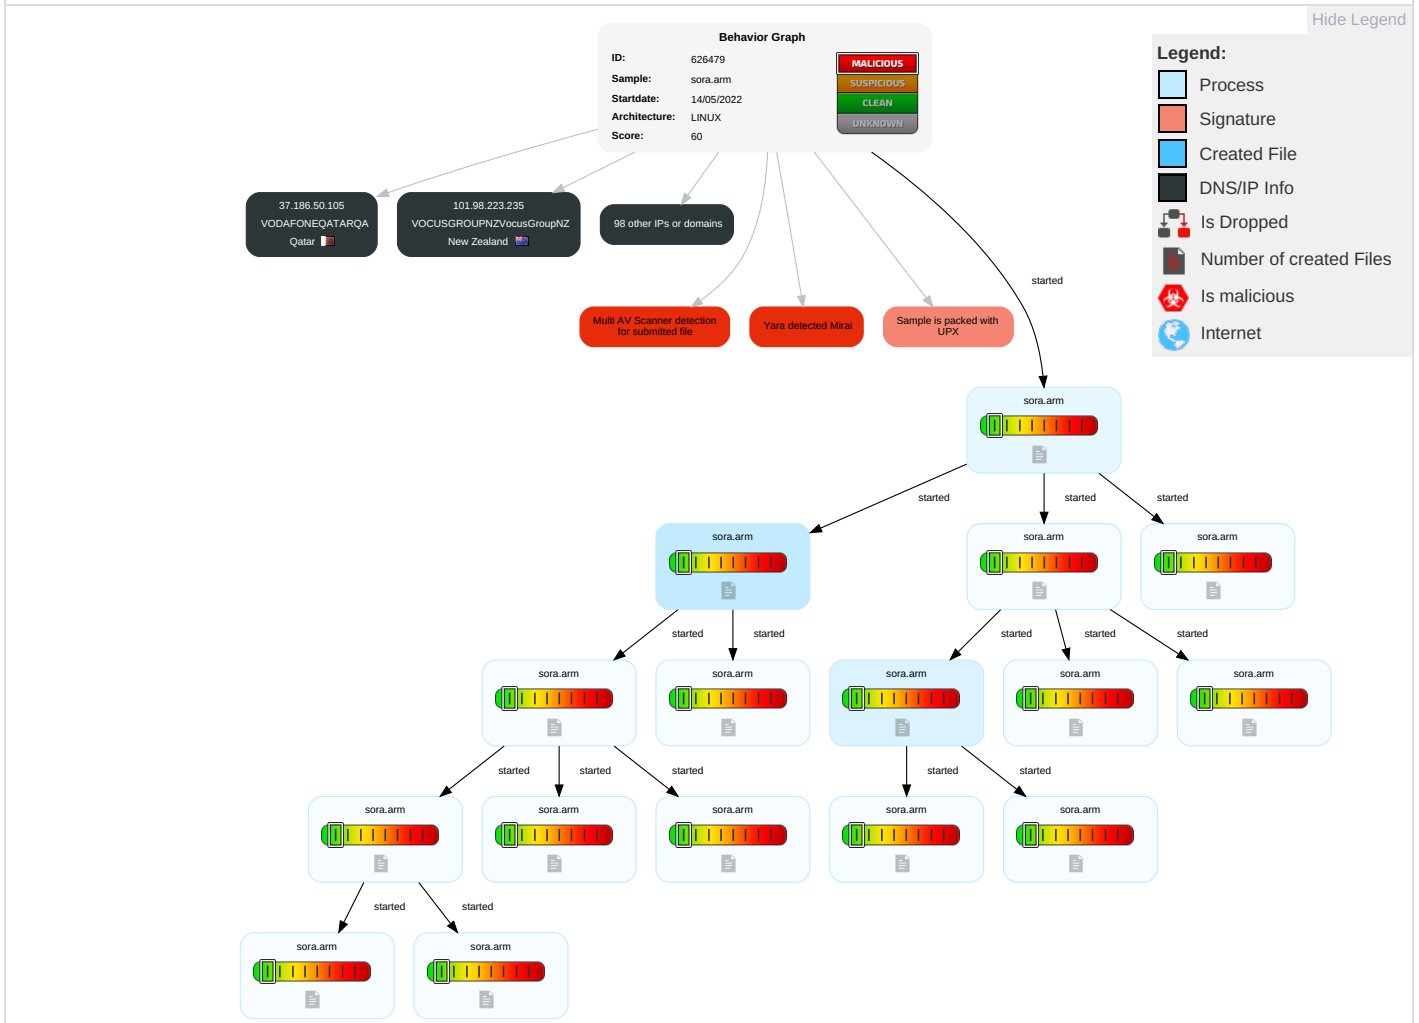 Hide Legend
Behavior Graph
ID: 626479
Sample: sora.arm
Startdate: 14/05/2022
Architecture: LINUX
Score: 60
MALICIOUS
SUSPICIOUS
CLEAN
UNKNOWN
Legend:
Process
Signature
Created File
DNS/IP Info
Is Dropped
Number of created Files
Is malicious
Internet
37.186.50.105
VODAFONEQATARQA
Qatar
101.98.223.235
VOCUSGROUPNZVocusGroupNZ
New Zealand
98 other IPs or domains
started
Multi AV Scanner detection
for submitted file
Yara detected Mirai
Sample is packed with
UPX
sora.arm
started
started
started
sora.arm
sora.arm
sora.arm
started
started
started
started
started
sora.arm
sora.arm
sora.arm
sora.arm
sora.arm
started
started
started
started
started
sora.arm
sora.arm
sora.arm
sora.arm
sora.arm
started
started
sora.arm
sora.arm